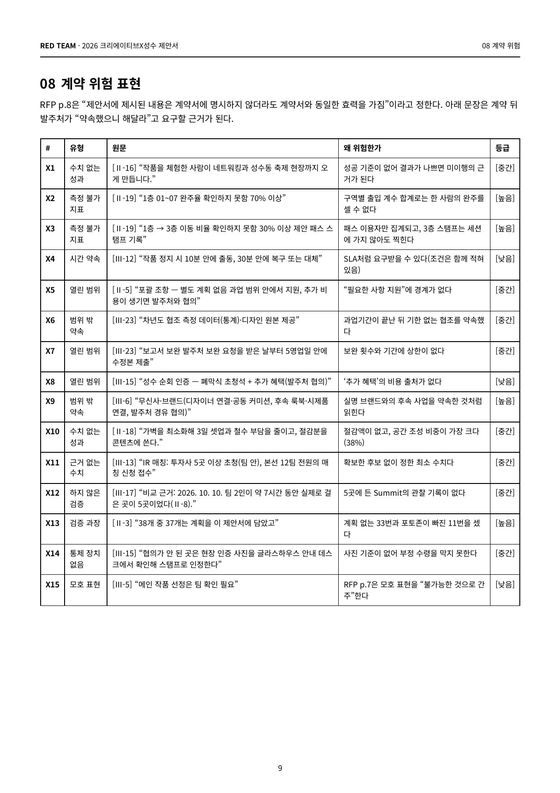 RED TEAM · 2026 크리에이티브X성수 제안서
08 계약 위험
08 계약 위험 표현
RFP p.8은 “제안서에 제시된 내용은 계약서에 명시하지 않더라도 계약서와 동일한 효력을 가짐”이라고 정한다. 아래 문장은 계약 뒤
발주처가 “약속했으니 해달라”고 요구할 근거가 된다.
# 유형 원문 왜 위험한가 등급
X1 수치 없는 [Ⅱ-16] “작품을 체험한 사람이 네트워킹과 성수동 축제 현장까지 오 성공 기준이 없어 결과가 나쁘면 미이행의 근 [중간]
성과 게 만듭니다.” 거가 된다
X2 측정 불가 [Ⅱ-19] “1층 01~07 완주율 확인하지 못함 70% 이상” 구역별 출입 계수 합계로는 한 사람의 완주를 [높음]
지표 셀 수 없다
X3 측정 불가 [Ⅱ-19] “1층 → 3층 이동 비율 확인하지 못함 30% 이상 제안 패스 스 패스 이용자만 집계되고, 3층 스탬프는 세션 [높음]
지표 탬프 기록” 에 가지 않아도 찍힌다
X4 시간 약속 [Ⅲ-12] “작품 정지 시 10분 안에 출동, 30분 안에 복구 또는 대체” SLA처럼 요구받을 수 있다(조건은 함께 적혀 [낮음]
있음)
X5 열린 범위 [Ⅱ-5] “포괄 조항 — 별도 계획 없음 과업 범위 안에서 지원, 추가 비 “필요한 사항 지원”에 경계가 없다 [중간]
용이 생기면 발주처와 협의”
X6 범위 밖 [Ⅲ-23] “차년도 협조 측정 데이터(통계)·디자인 원본 제공” 과업기간이 끝난 뒤 기한 없는 협조를 약속했 [중간]
약속 다
X7 열린 범위 [Ⅲ-23] “보고서 보완 발주처 보완 요청을 받은 날부터 5영업일 안에 보완 횟수와 기간에 상한이 없다 [중간]
수정본 제출”
X8 열린 범위 [Ⅲ-15] “성수 순회 인증 — 폐막식 초청석 + 추가 혜택(발주처 협의)” ‘추가 혜택’의 비용 출처가 없다 [낮음]
X9 범위 밖 [Ⅲ-6] “무신사·브랜드(디자이너 연결·공동 커미션, 후속 룩북·시제품 실명 브랜드와의 후속 사업을 약속한 것처럼 [높음]
약속 연결, 발주처 경유 협의)” 읽힌다
X10 수치 없는 [Ⅱ-18] “가벽을 최소화해 3일 셋업과 철수 부담을 줄이고, 절감분을 절감액이 없고, 공간 조성 비중이 가장 크다 [중간]
성과 콘텐츠에 쓴다.” (38%)
X11 근거 없는 [Ⅲ-13] “IR 매칭: 투자사 5곳 이상 초청(팀 안), 본선 12팀 전원의 매 확보한 후보 없이 정한 최소 수치다 [중간]
수치 칭 신청 접수”
X12 하지 않은 [Ⅲ-17] “비교 근거: 2026. 10. 10. 팀 2인이 약 7시간 동안 실제로 걸 5곳에 든 Summit의 관찰 기록이 없다 [중간]
검증 은 곳이 5곳이었다(Ⅱ-8).”
X13 검증 과장 [Ⅱ-3] “38개 중 37개는 계획을 이 제안서에 담았고” 계획 없는 33번과 포토존이 빠진 11번을 셌 [높음]
다
X14 통제 장치 [Ⅲ-15] “협의가 안 된 곳은 현장 인증 사진을 글라스하우스 안내 데스 사진 기준이 없어 부정 수령을 막지 못한다 [중간]
없음 크에서 확인해 스탬프로 인정한다”
X15 모호 표현 [Ⅲ-5] “메인 작품 선정은 팀 확인 필요” RFP p.7은 모호 표현을 “불가능한 것으로 간 [낮음]
주”한다
9